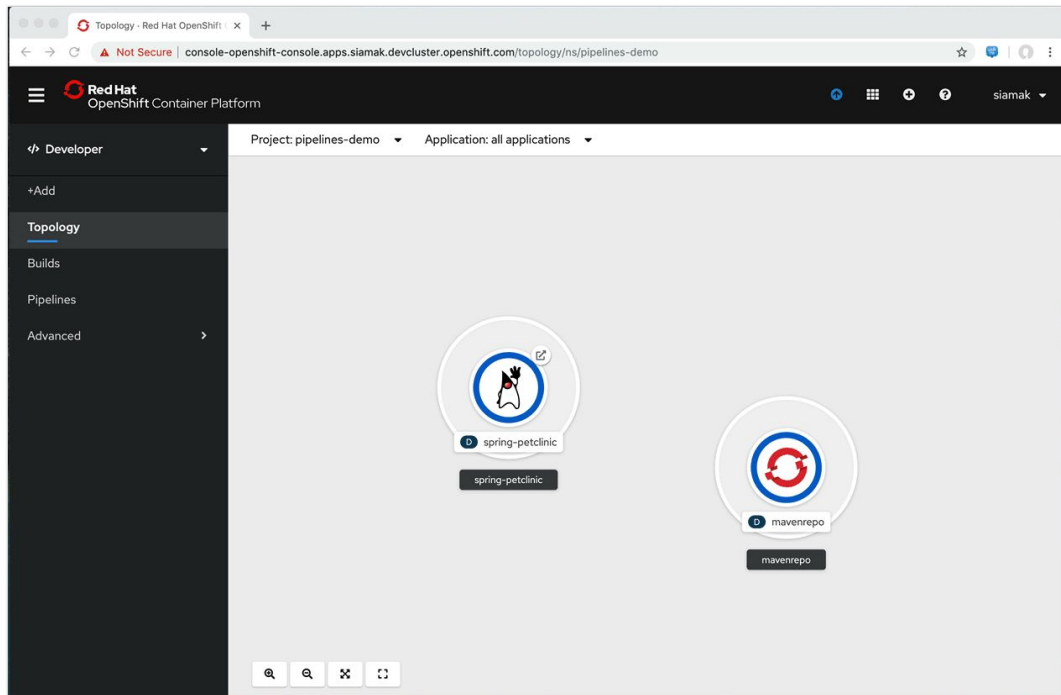 Topology · Red Hat OpenShift
Not Secure | console-openshift-console.apps.siamak.devcluster.openshift.com/topology/ns/pipelines-demo
Red Hat
OpenShift Container Platform
siamak
Developer
Project: pipelines-demo
Application: all applications
+Add
Topology
Builds
Pipelines
Advanced
D spring-petclinic
spring-petclinic
D mavenrepo
mavenrepo